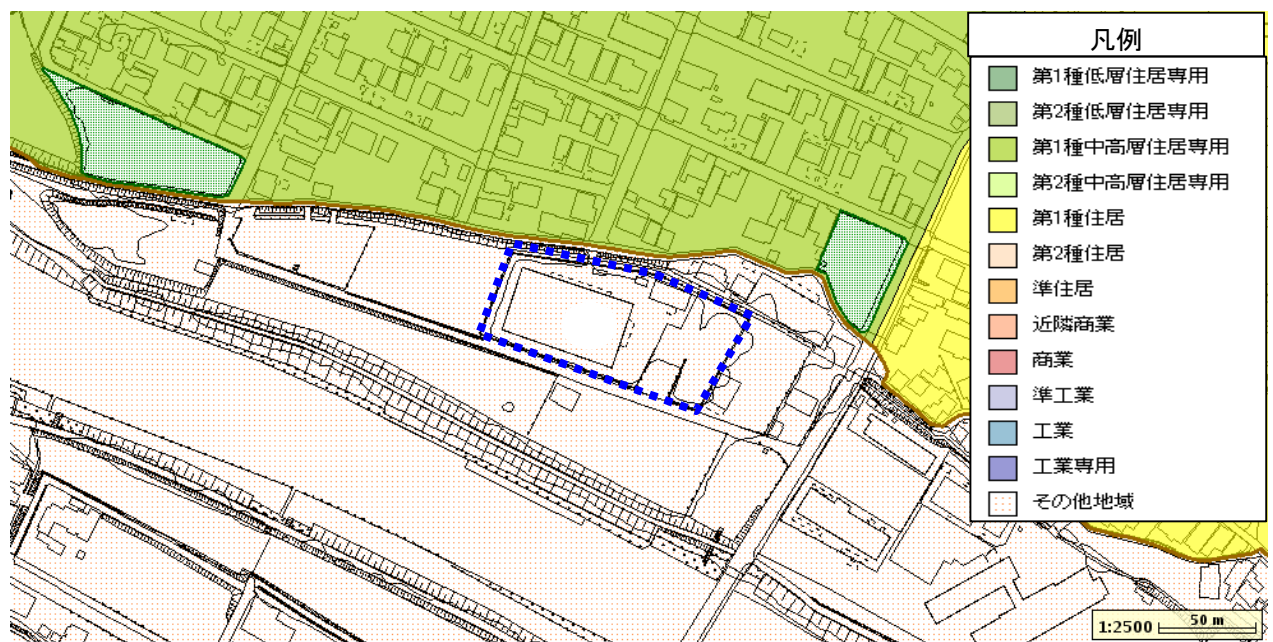 凡例
第1種低層住居専用
第2種低層住居専用
第1種中高層住居専用
第2種中高層住居専用
第1種住居
第2種住居
準住居
近隣商業
商業
準工業
工業
工業専用
その他地域
1:2500 50 m